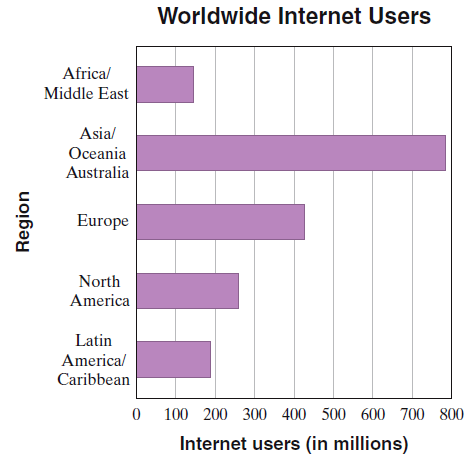 Worldwide Internet Users
Africa/
Middle East
Asia/
Oceania
Australia
Europe
North
America
Latin
America/
Caribbean
Region
0 100 200 300 400 500 600 700 800
Internet users (in millions)